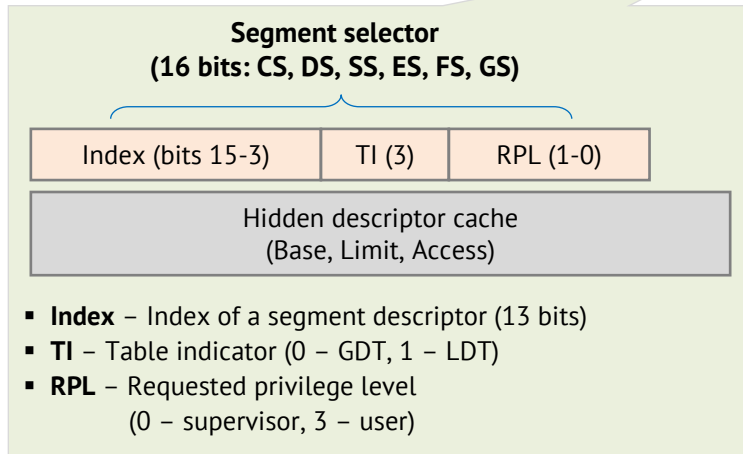 Segment selector
(16 bits: CS, DS, SS, ES, FS, GS)
Index (bits 15-3) TI (3) RPL (1-0)
Hidden descriptor cache
(Base, Limit, Access)
▪ Index – Index of a segment descriptor (13 bits)
▪ TI – Table indicator (0 – GDT, 1 – LDT)
▪ RPL – Requested privilege level
(0 – supervisor, 3 – user)